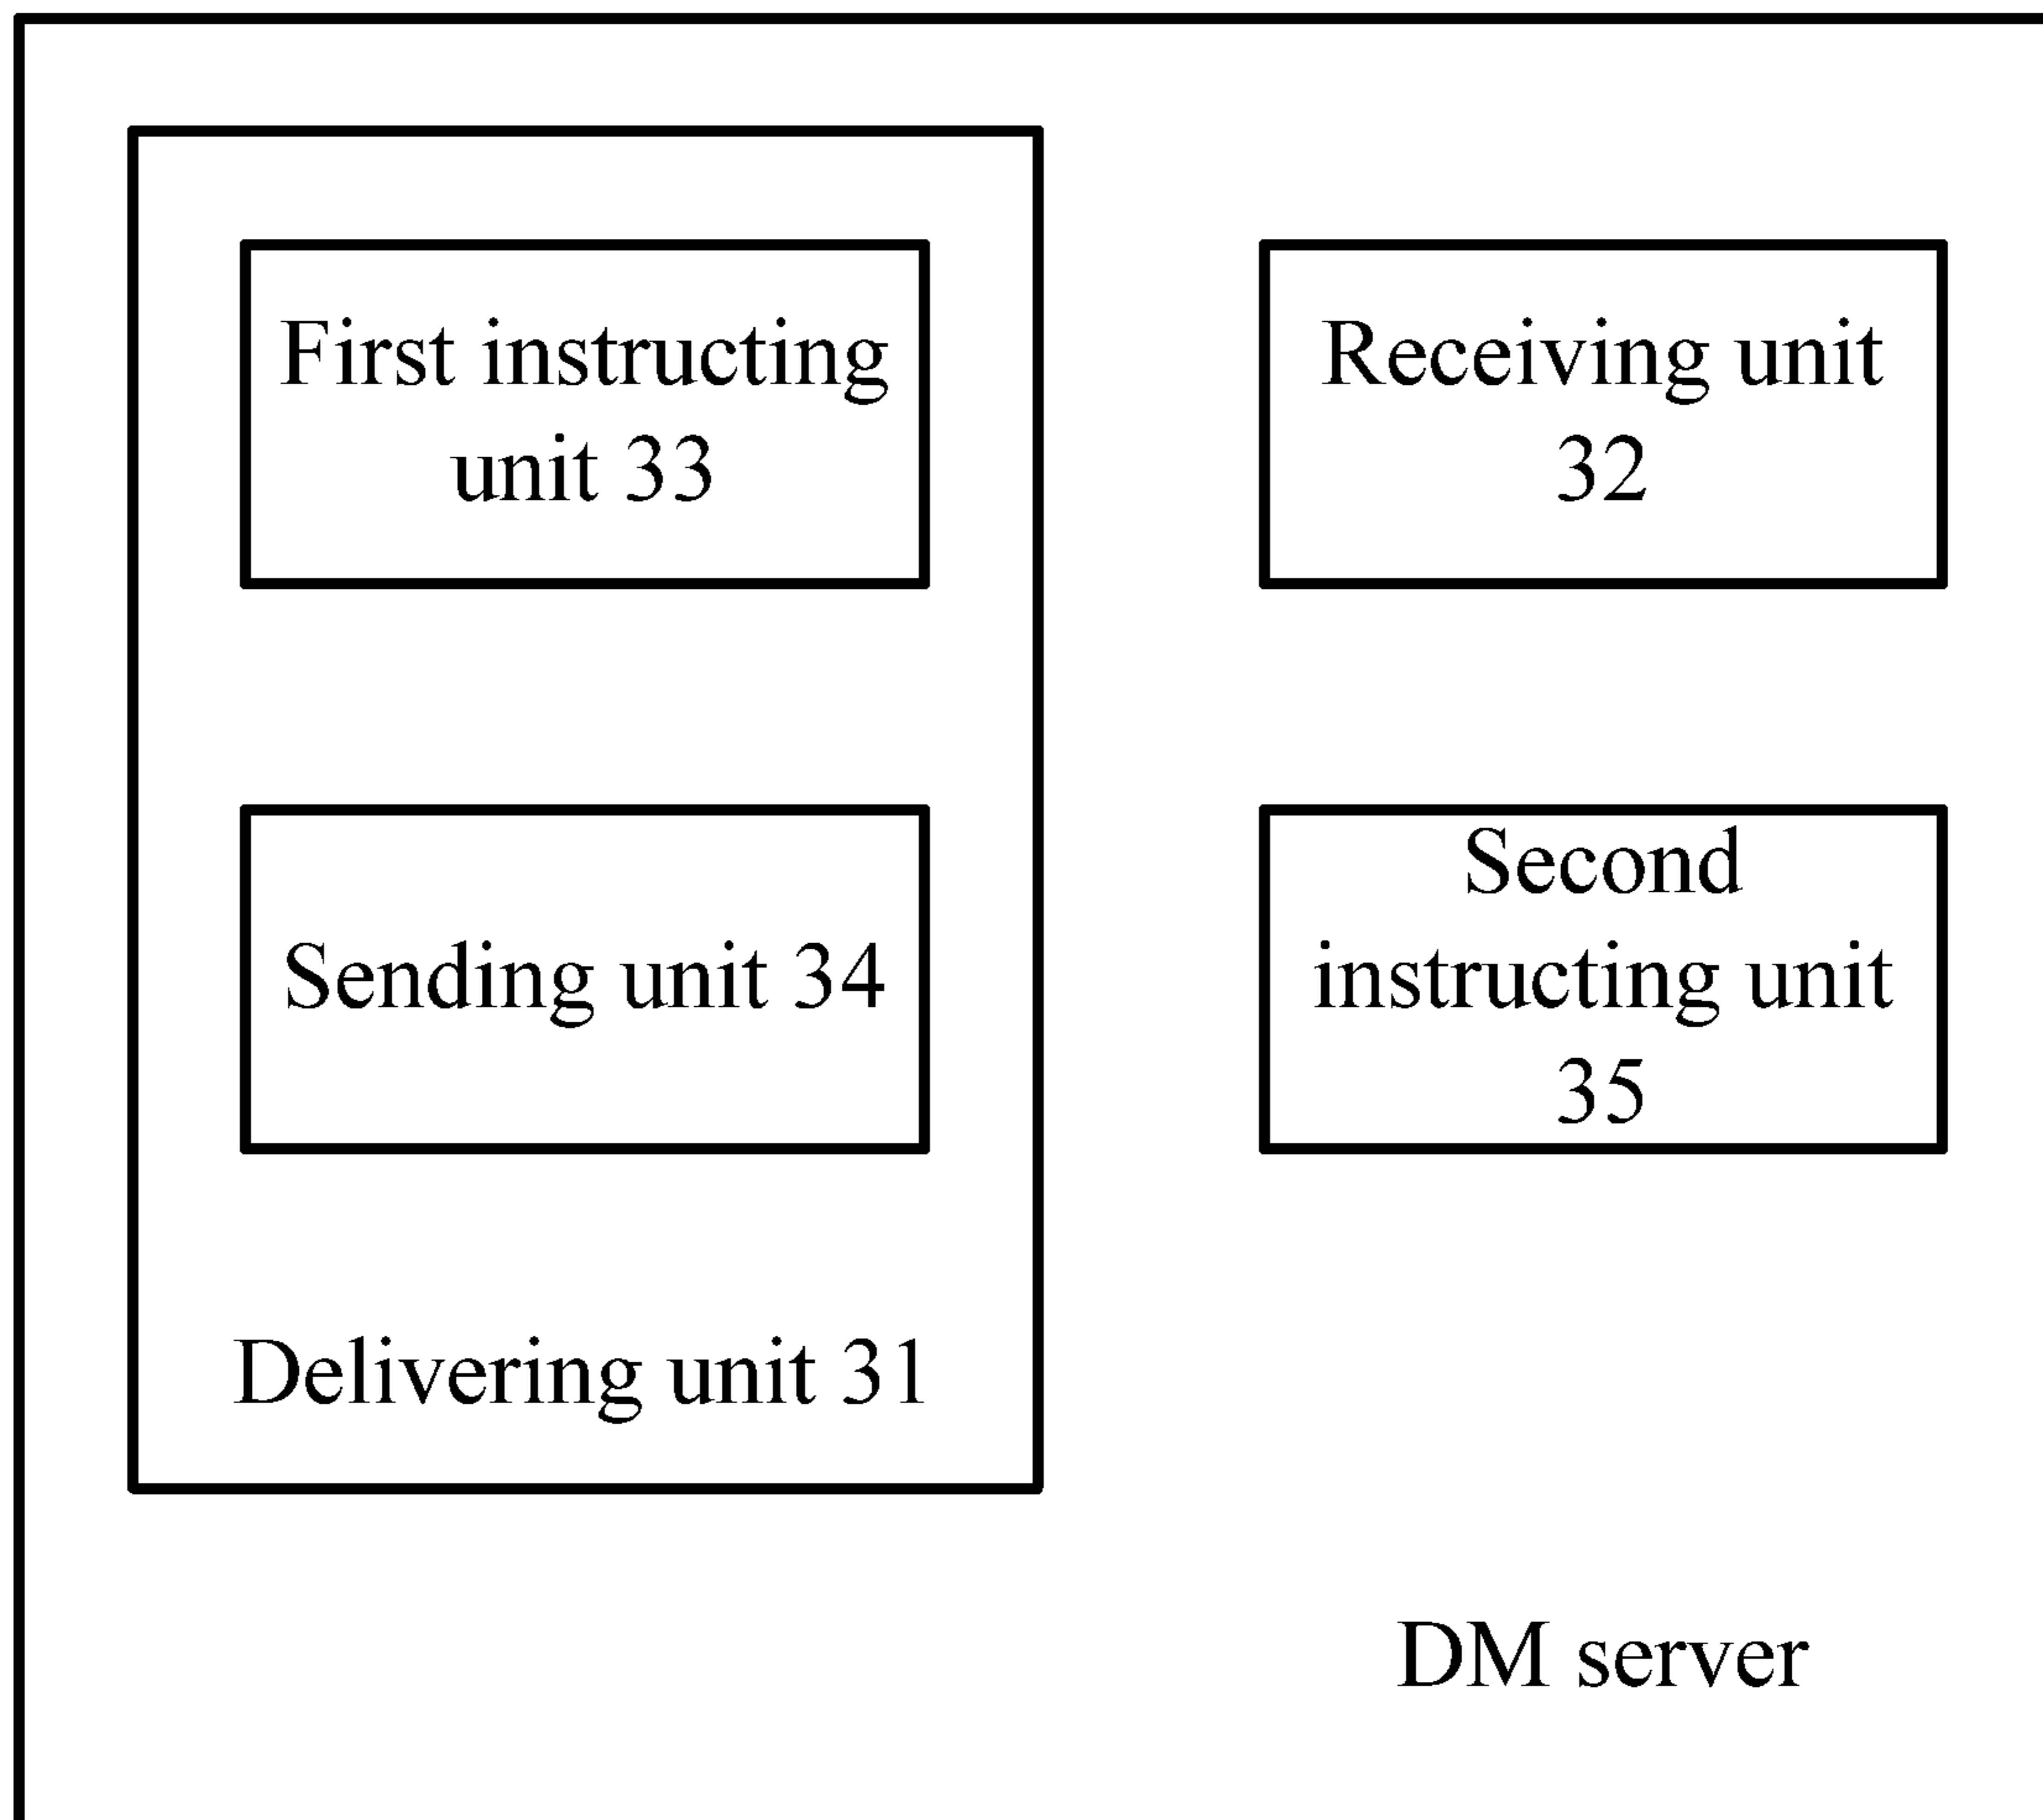 First instructing
unit 33
Receiving unit
32
Sending unit 34
Second
instructing unit
35
Delivering unit 31
DM server